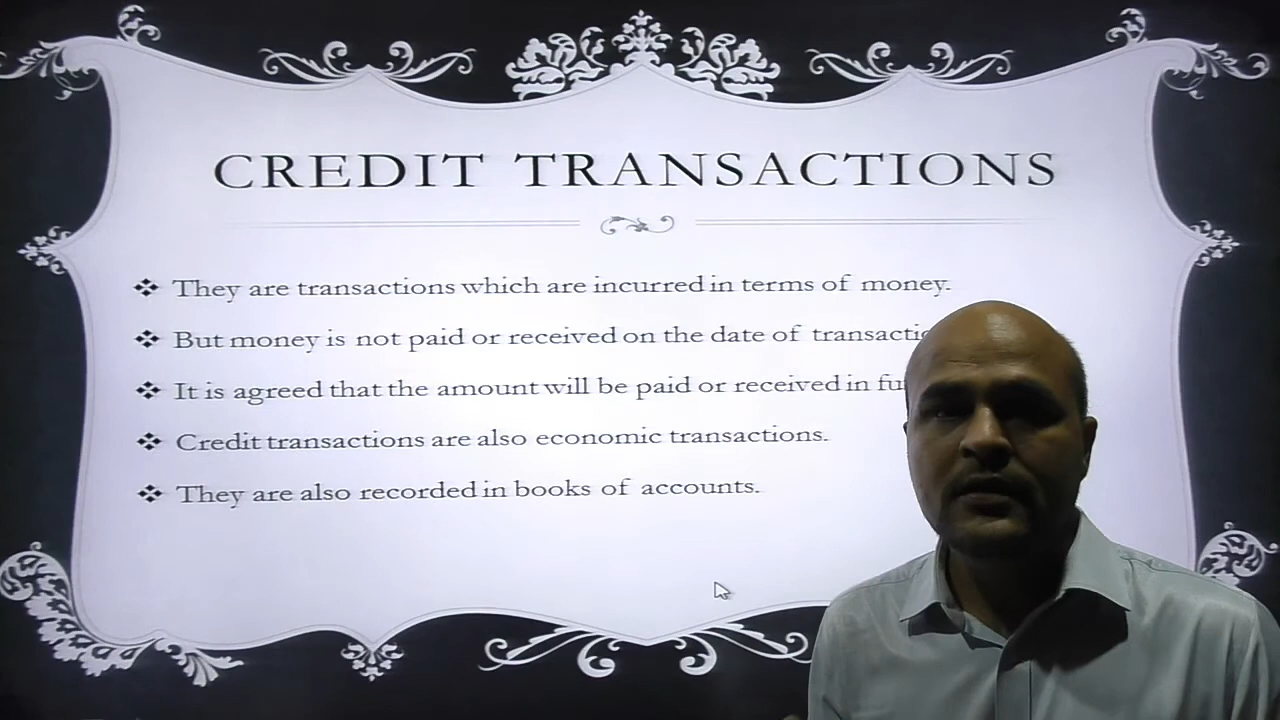 CREDIT TRANSACTIONS
They are transactions which are incurred in terms of money.
But money is not paid or received on the date of
It is agreed that the amount will be paid or received in
Credit transactions are also economic transactions.
They are also recorded in books of accounts.